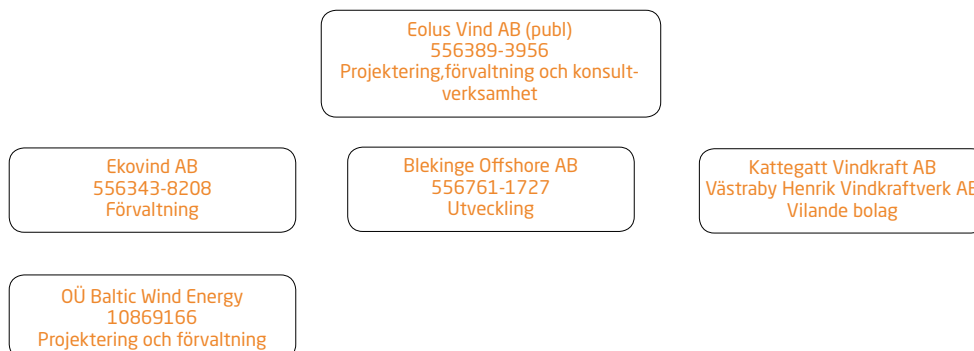 Eolus Vind AB (publ)
556389-3956
Projektering,förvaltning och konsult-
verksamhet
Ekovind AB
556343-8208
Förvaltning
Blekinge Offshore AB
556761-1727
Utveckling
Kattegatt Vindkraft AB
Västraby Henrik Vindkraftverk AB
Vilande bolag
OÜ Baltic Wind Energy
10869166
Projektering och förvaltning